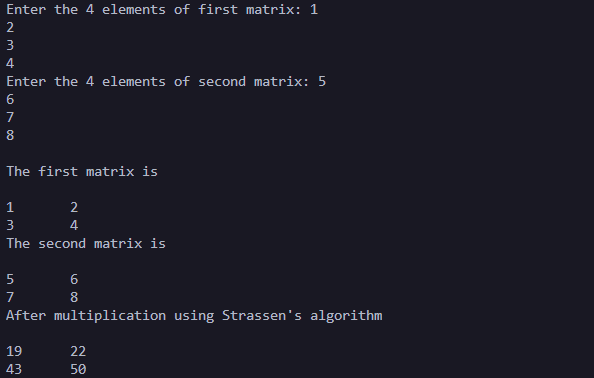 Enter the 4 elements of first matrix: 1
2
3
4
Enter the 4 elements of second matrix: 5
6
7
8
The first matrix is
1 2
3 4
The second matrix is
5 6
7 8
After multiplication using Strassen's algorithm
19 22
43 50